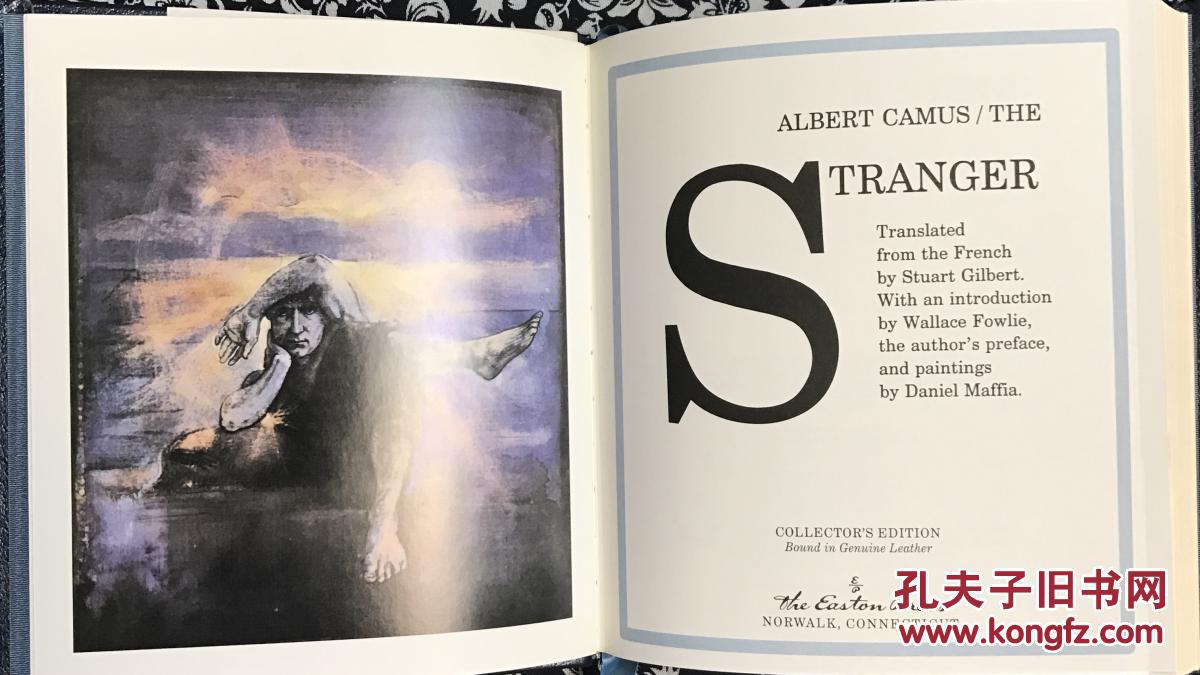 ALBERT CAMUS / THE
STRANGER
Translated
from the French
by Stuart Gilbert.
With an introduction
by Wallace Fowlie,
the author's preface,
and paintings
by Daniel Maffia.
COLLECTOR'S EDITION
Bound in Genuine Leather
the Easton
NORWALK, CONNECTICUT
孔夫子旧书网
www.kongfz.com